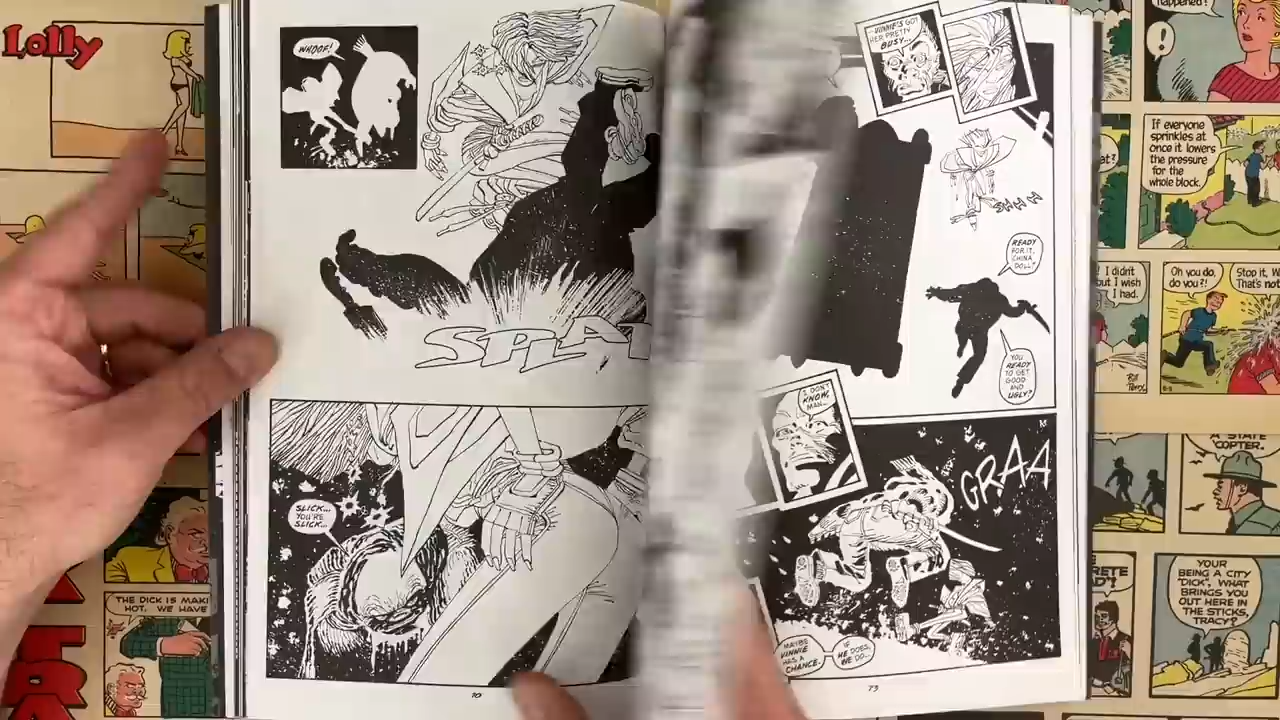 Lolly
WHOOF!
SPLAT
SLICK...
YOU'RE
SLICK...
70
-VINNIE'S GOT
HER PRETTY
BUSY...
READY
FOR IT,
CHINA
DOLL?
YOU
READY
TO GET
GOOD
AND
UGLY?
I DON'T
KNOW,
MAN...
GRAA
MAYBE
VINNIE
HAS A
CHANCE.
IF
HE DOES,
WE DO...
73
THE DICK IS MAKI
HOT. WE HAVE
happened!
!
If everyone
sprinkles at
once it lowers
the pressure
for the
whole block.
I didn't
but I wish
I had.
Oh you do,
do you?!
Stop it, W
That's not
A STATE
COPTER.
YOUR
BEING A CITY
"DICK", WHAT
BRINGS YOU
OUT HERE IN
THE STICKS,
TRACY?